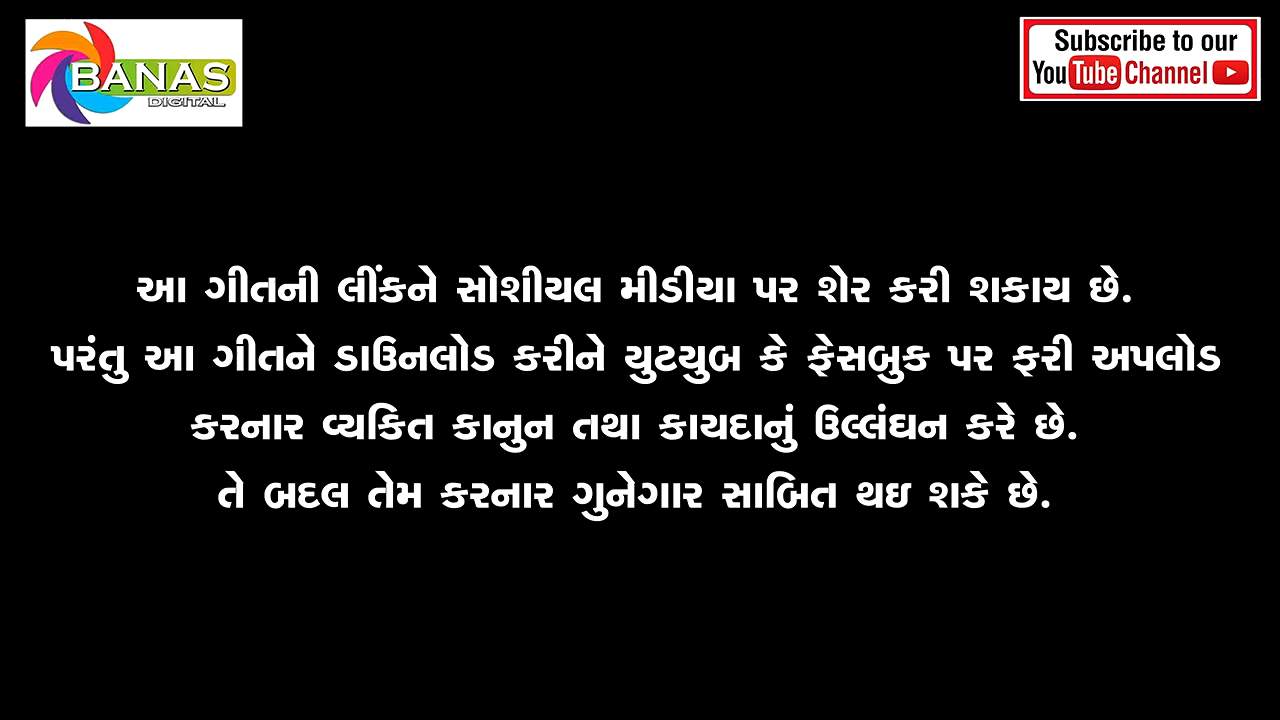 BANAS
DIGITAL
Subscribe to our
YouTube Channel
આ ગીતની લીંકને સોશીયલ મીડીયા પર શેર કરી શકાય છે.
પરંતુ આ ગીતને ડાઉનલોડ કરીને યુટયુબ કે ફેસબુક પર ફરી અપલોડ
કરનાર વ્યકિત કાનુન તથા કાયદાનું ઉલ્લંઘન કરે છે.
તે બદલ તેમ કરનાર ગુનેગાર સાબિત થઇ શકે છે.